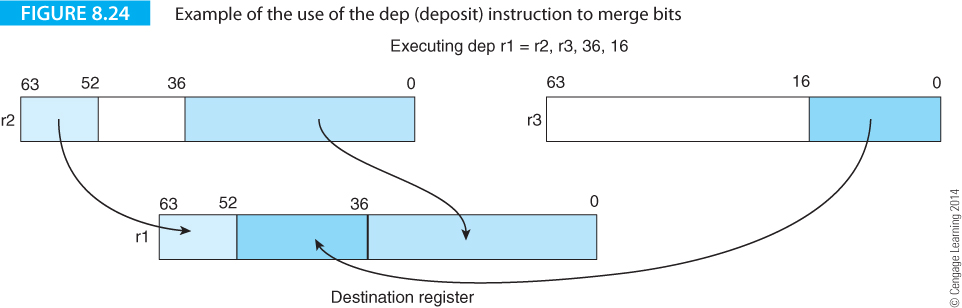 FIGURE 8.24 Example of the use of the dep (deposit) instruction to merge bits
Executing dep r1 = r2, r3, 36, 16
63 52 36 0
r2
63 16 0
r3
63 52 36 0
r1
Destination register
© Cengage Learning 2014